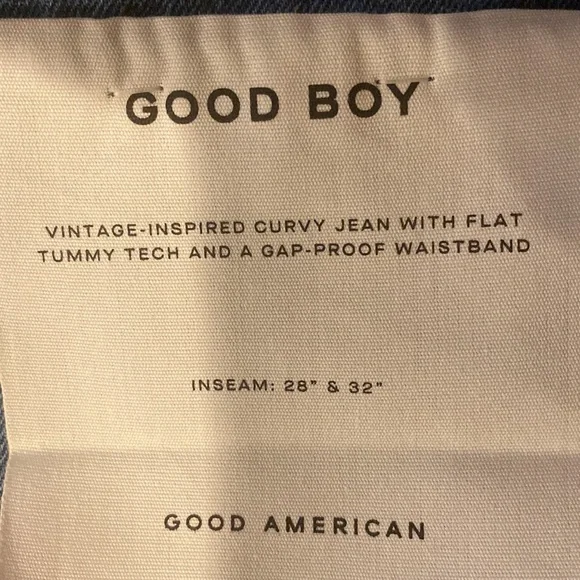 GOOD BOY
VINTAGE-INSPIRED CURVY JEAN WITH FLAT
TUMMY TECH AND A GAP-PROOF WAISTBAND
INSEAM: 28" & 32"
GOOD AMERICAN